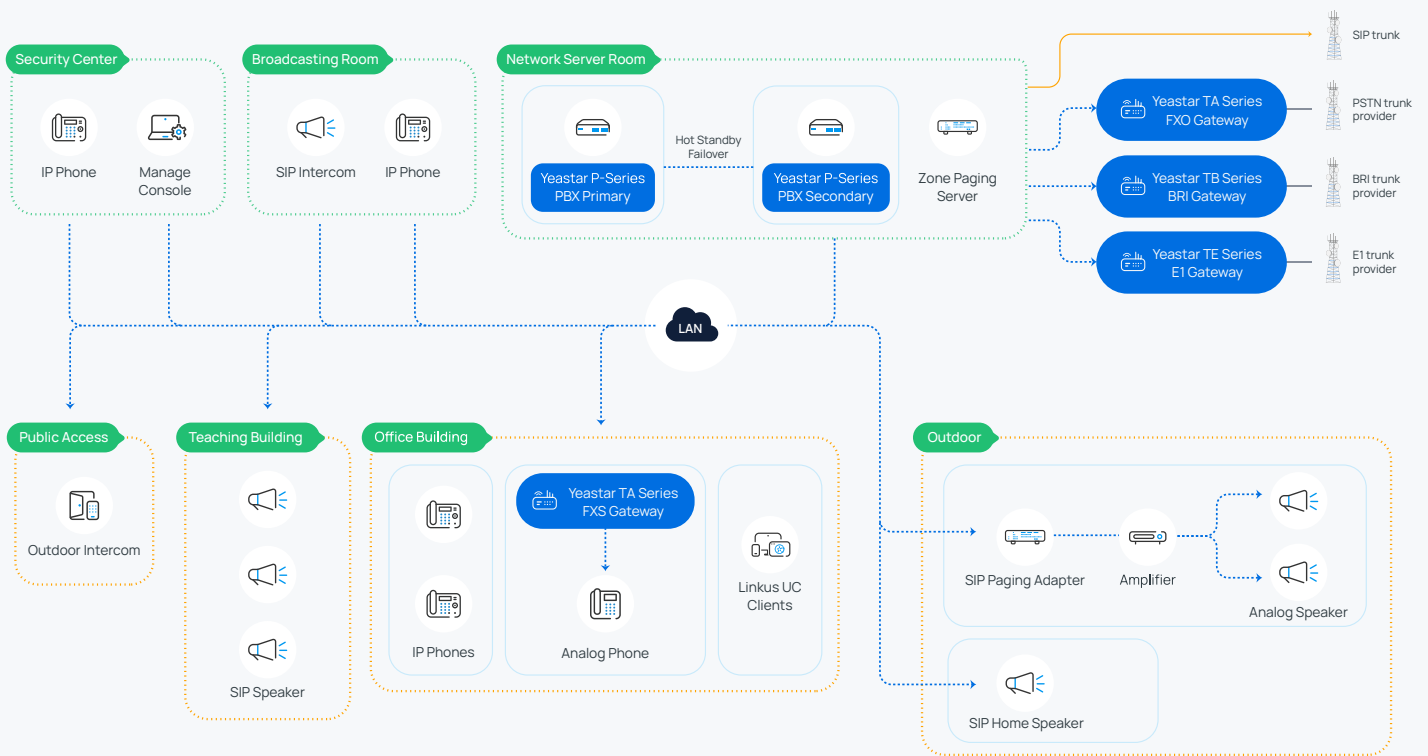 Security Center
IP Phone
Manage
Console
Broadcasting Room
SIP Intercom
IP Phone
Network Server Room
Yeastar P-Series
PBX Primary
Hot Standby
Failover
Yeastar P-Series
PBX Secondary
Zone Paging
Server
SIP trunk
Yeastar TA Series
FXO Gateway
PSTN trunk
provider
Yeastar TB Series
BRI Gateway
BRI trunk
provider
Yeastar TE Series
E1 Gateway
E1 trunk
provider
LAN
Public Access
Outdoor Intercom
Teaching Building
SIP Speaker
Office Building
IP Phones
Yeastar TA Series
FXS Gateway
Analog Phone
Linkus UC
Clients
Outdoor
SIP Paging Adapter
Amplifier
Analog Speaker
SIP Home Speaker